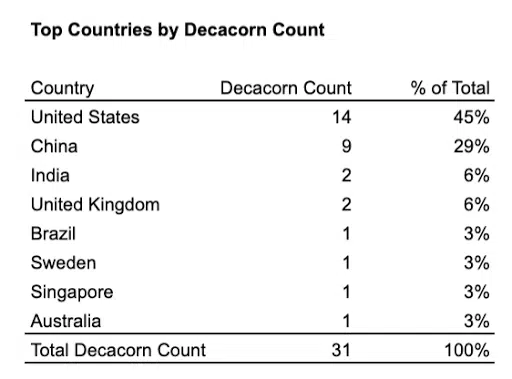 Top Countries by Decacorn Count
Country Decacorn Count % of Total
United States 14 45%
China 9 29%
India 2 6%
United Kingdom 2 6%
Brazil 1 3%
Sweden 1 3%
Singapore 1 3%
Australia 1 3%
Total Decacorn Count 31 100%